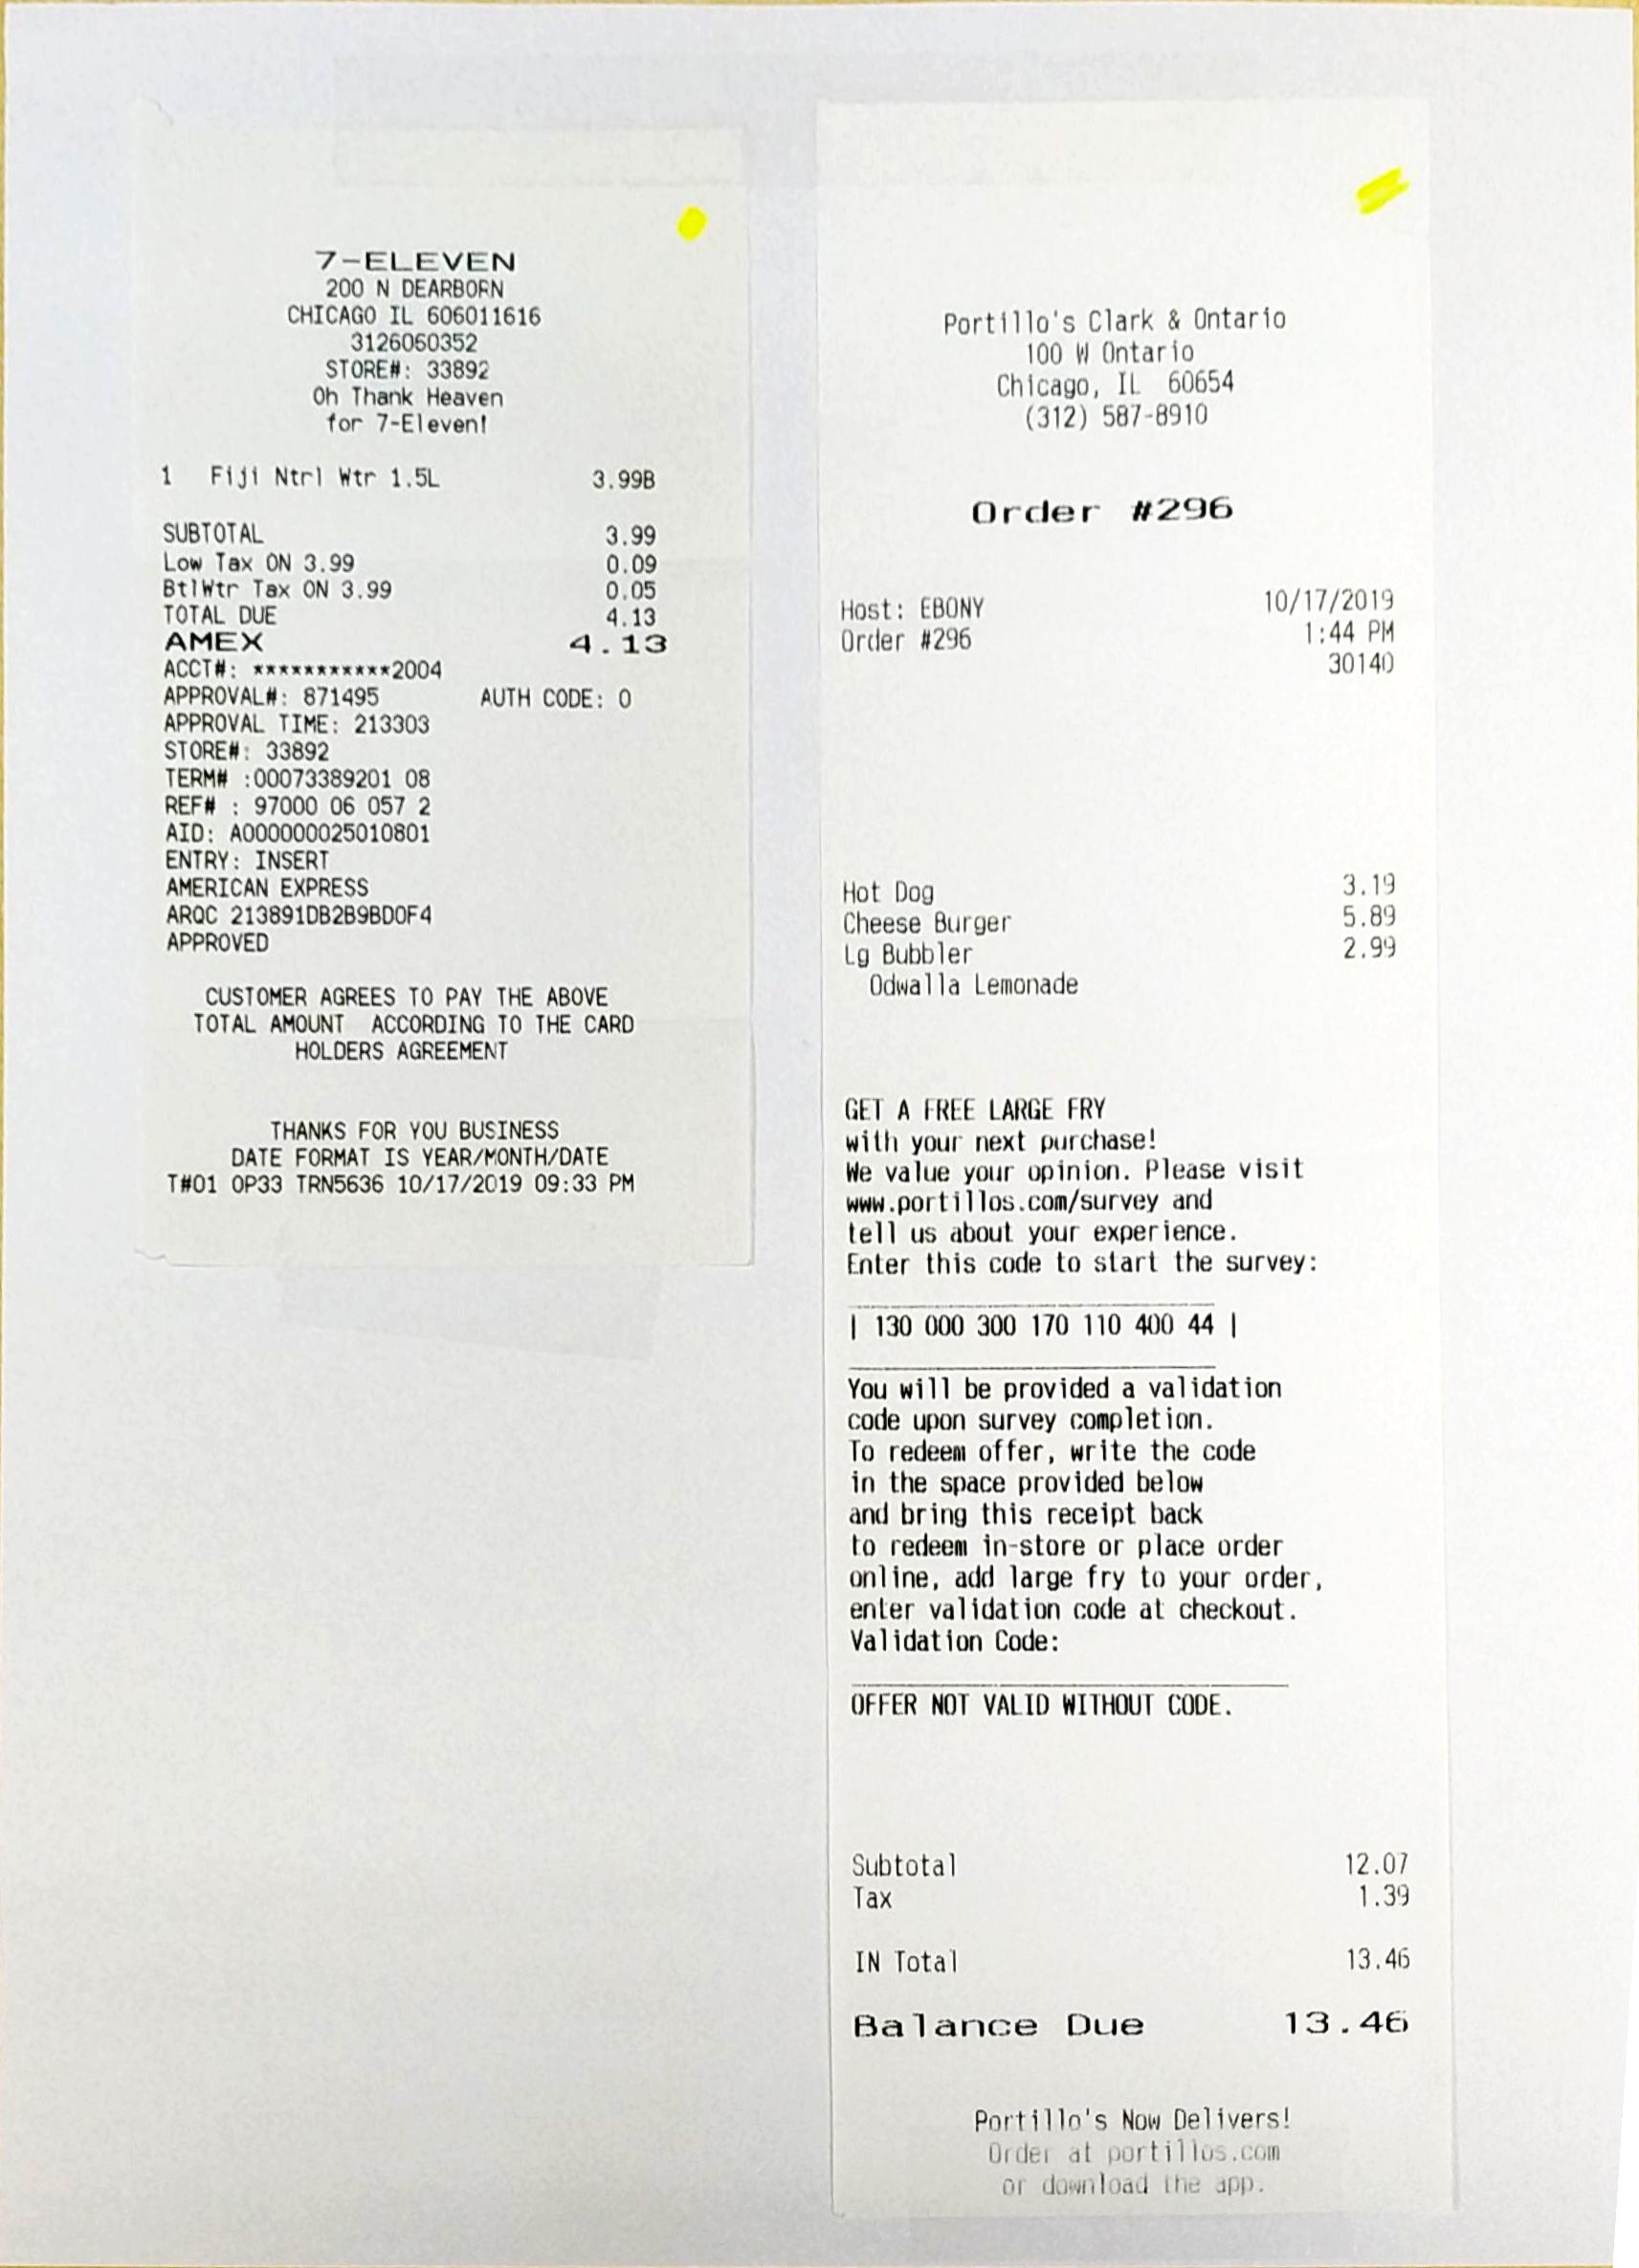 7-ELEVEN
200 N DEARBORN
CHICAGO IL 606011616
3126060352
STORE#: 33892
Oh Thank Heaven
for 7-Eleven!
1 Fiji Ntrl Wtr 1.5L 3.99B
SUBTOTAL 3.99
Low Tax ON 3.99 0.09
BtlWtr Tax ON 3.99 0.05
TOTAL DUE 4.13
AMEX 4.13
ACCT#: ***********2004
APPROVAL#: 871495 AUTH CODE: 0
APPROVAL TIME: 213303
STORE#: 33892
TERM# :00073389201 08
REF# : 97000 06 057 2
AID: A000000025010801
ENTRY: INSERT
AMERICAN EXPRESS
ARQC 213891DB2B9BD0F4
APPROVED
CUSTOMER AGREES TO PAY THE ABOVE
TOTAL AMOUNT ACCORDING TO THE CARD
HOLDERS AGREEMENT
THANKS FOR YOU BUSINESS
DATE FORMAT IS YEAR/MONTH/DATE
T#01 OP33 TRN5636 10/17/2019 09:33 PM
Portillo's Clark & Ontario
100 W Ontario
Chicago, IL 60654
(312) 587-8910
Order #296
Host: EBONY 10/17/2019
Order #296 1:44 PM
30140
Hot Dog 3.19
Cheese Burger 5.89
Lg Bubbler 2.99
Odwalla Lemonade
GET A FREE LARGE FRY
with your next purchase!
We value your opinion. Please visit
www.portillos.com/survey and
tell us about your experience.
Enter this code to start the survey:
| 130 000 300 170 110 400 44 |
You will be provided a validation
code upon survey completion.
To redeem offer, write the code
in the space provided below
and bring this receipt back
to redeem in-store or place order
online, add large fry to your order,
enter validation code at checkout.
Validation Code:
OFFER NOT VALID WITHOUT CODE.
Subtotal 12.07
Tax 1.39
IN Total 13.46
Balance Due 13.46
Portillo's Now Delivers!
Order at portillos.com
or download the app.